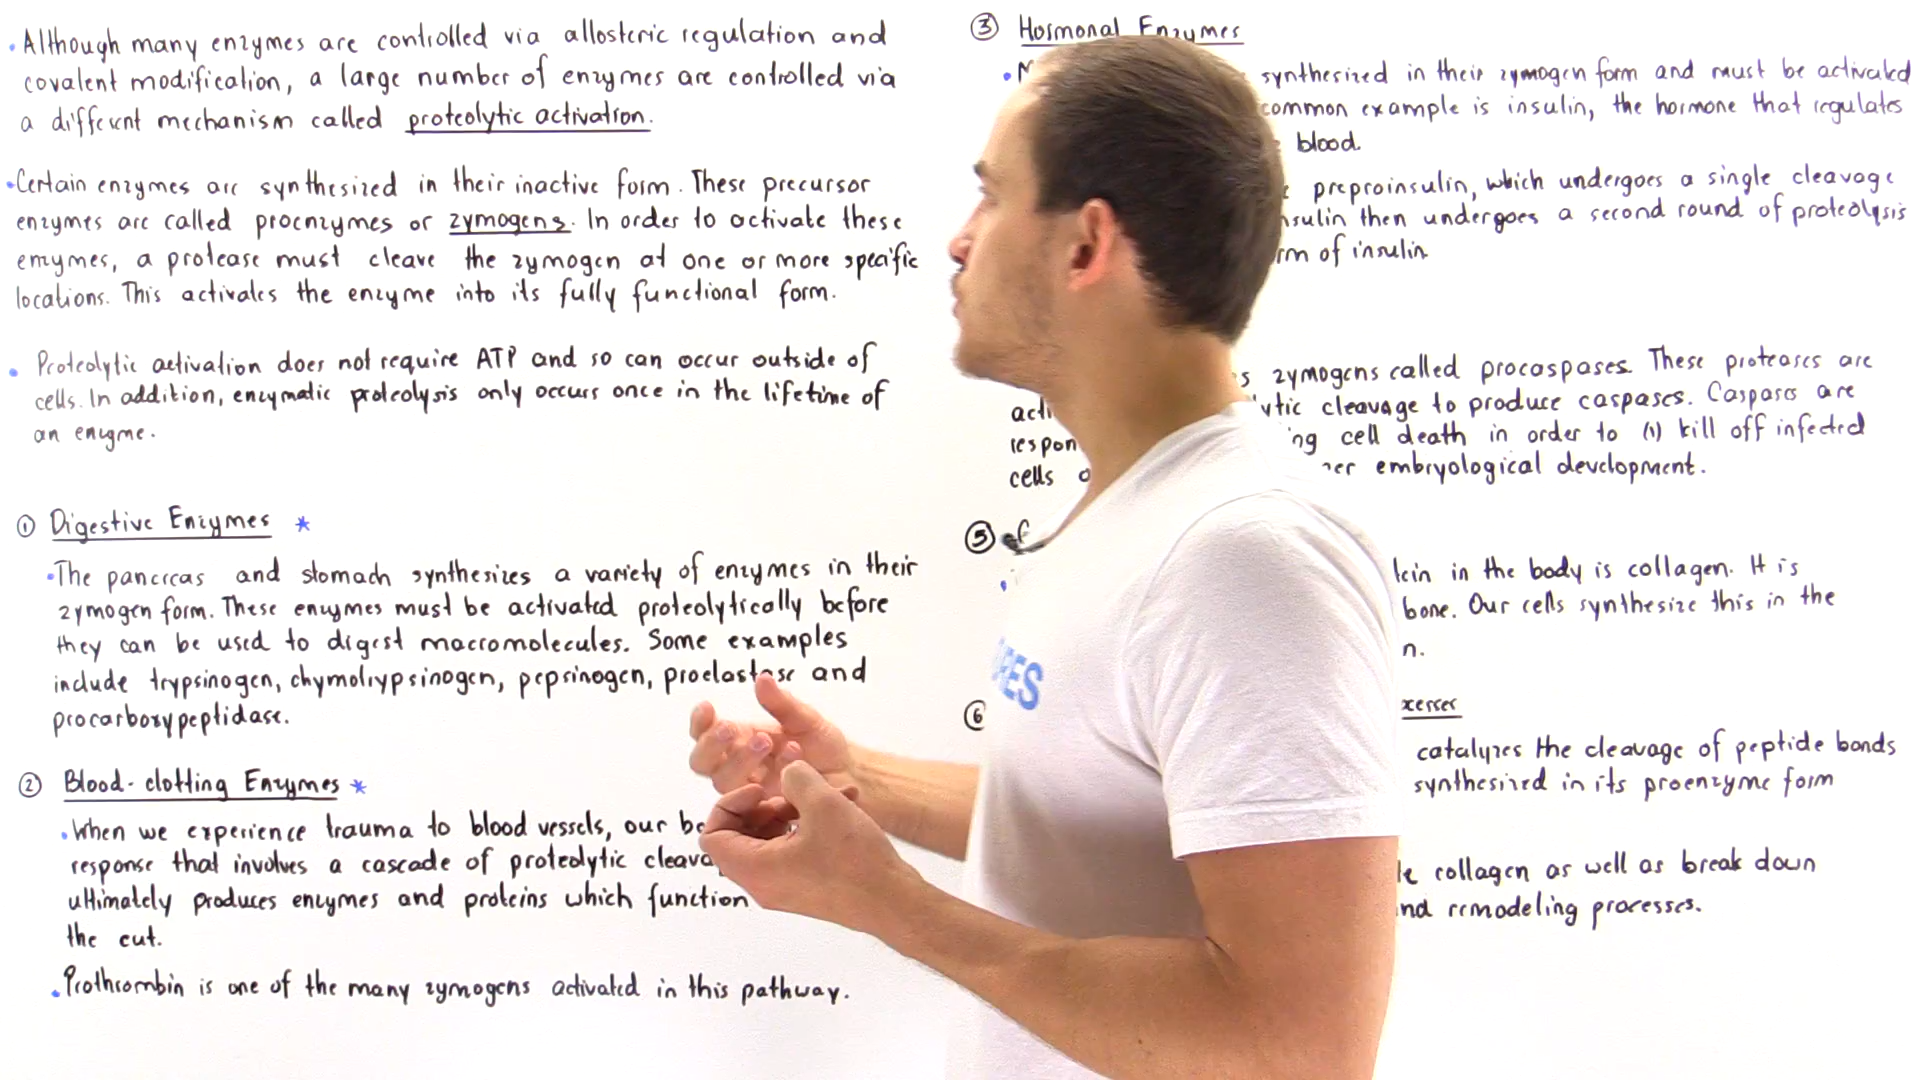 • Although many enzymes are controlled via allosteric regulation and
covalent modification, a large number of enzymes are controlled via
a different mechanism called proteolytic activation.
• Certain enzymes are synthesized in their inactive form. These precursor
enzymes are called proenzymes or zymogens. In order to activate these
enzymes, a protease must cleave the zymogen at one or more specific
locations. This activates the enzyme into its fully functional form.
• Proteolytic activation does not require ATP and so can occur outside of
cells. In addition, enzymatic proteolysis only occurs once in the lifetime of
an enzyme.
① Digestive Enzymes *
• The pancreas and stomach synthesizes a variety of enzymes in their
zymogen form. These enzymes must be activated proteolytically before
they can be used to digest macromolecules. Some examples
include trypsinogen, chymotrypsinogen, pepsinogen, proelastase and
procarboxypeptidase.
② Blood-clotting Enzymes *
• When we experience trauma to blood vessels, our
response that involves a cascade of proteolytic
ultimately produces enzymes and proteins which function
the cut.
• Prothrombin is one of the many zymogens activated in this pathway.
③ Hormonal Enzymes
synthesized in their zymogen form and must be activated
common example is insulin, the hormone that regulates
blood.
preproinsulin, which undergoes a single cleavage
then undergoes a second round of proteolysis
of insulin
zymogens called procaspases. These proteases are
cleavage to produce caspases. Caspases are
cell death in order to (1) kill off infected
cells embryological development.
⑤
in the body is collagen. It is
bone. Our cells synthesize this in the
⑥
catalyzes the cleavage of peptide bonds
synthesized in its proenzyme form
collagen as well as break down
remodeling processes.